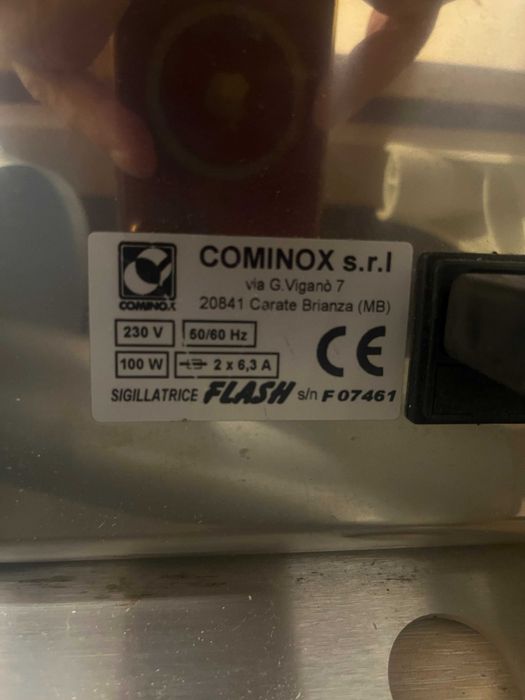 COMINOX
COMINOX s.r.l
via G.Viganò 7
20841 Carate Brianza (MB)
230 V
50/60 Hz
100 W
2 x 6,3 A
SIGILLATRICE FLASH s/n F 07461